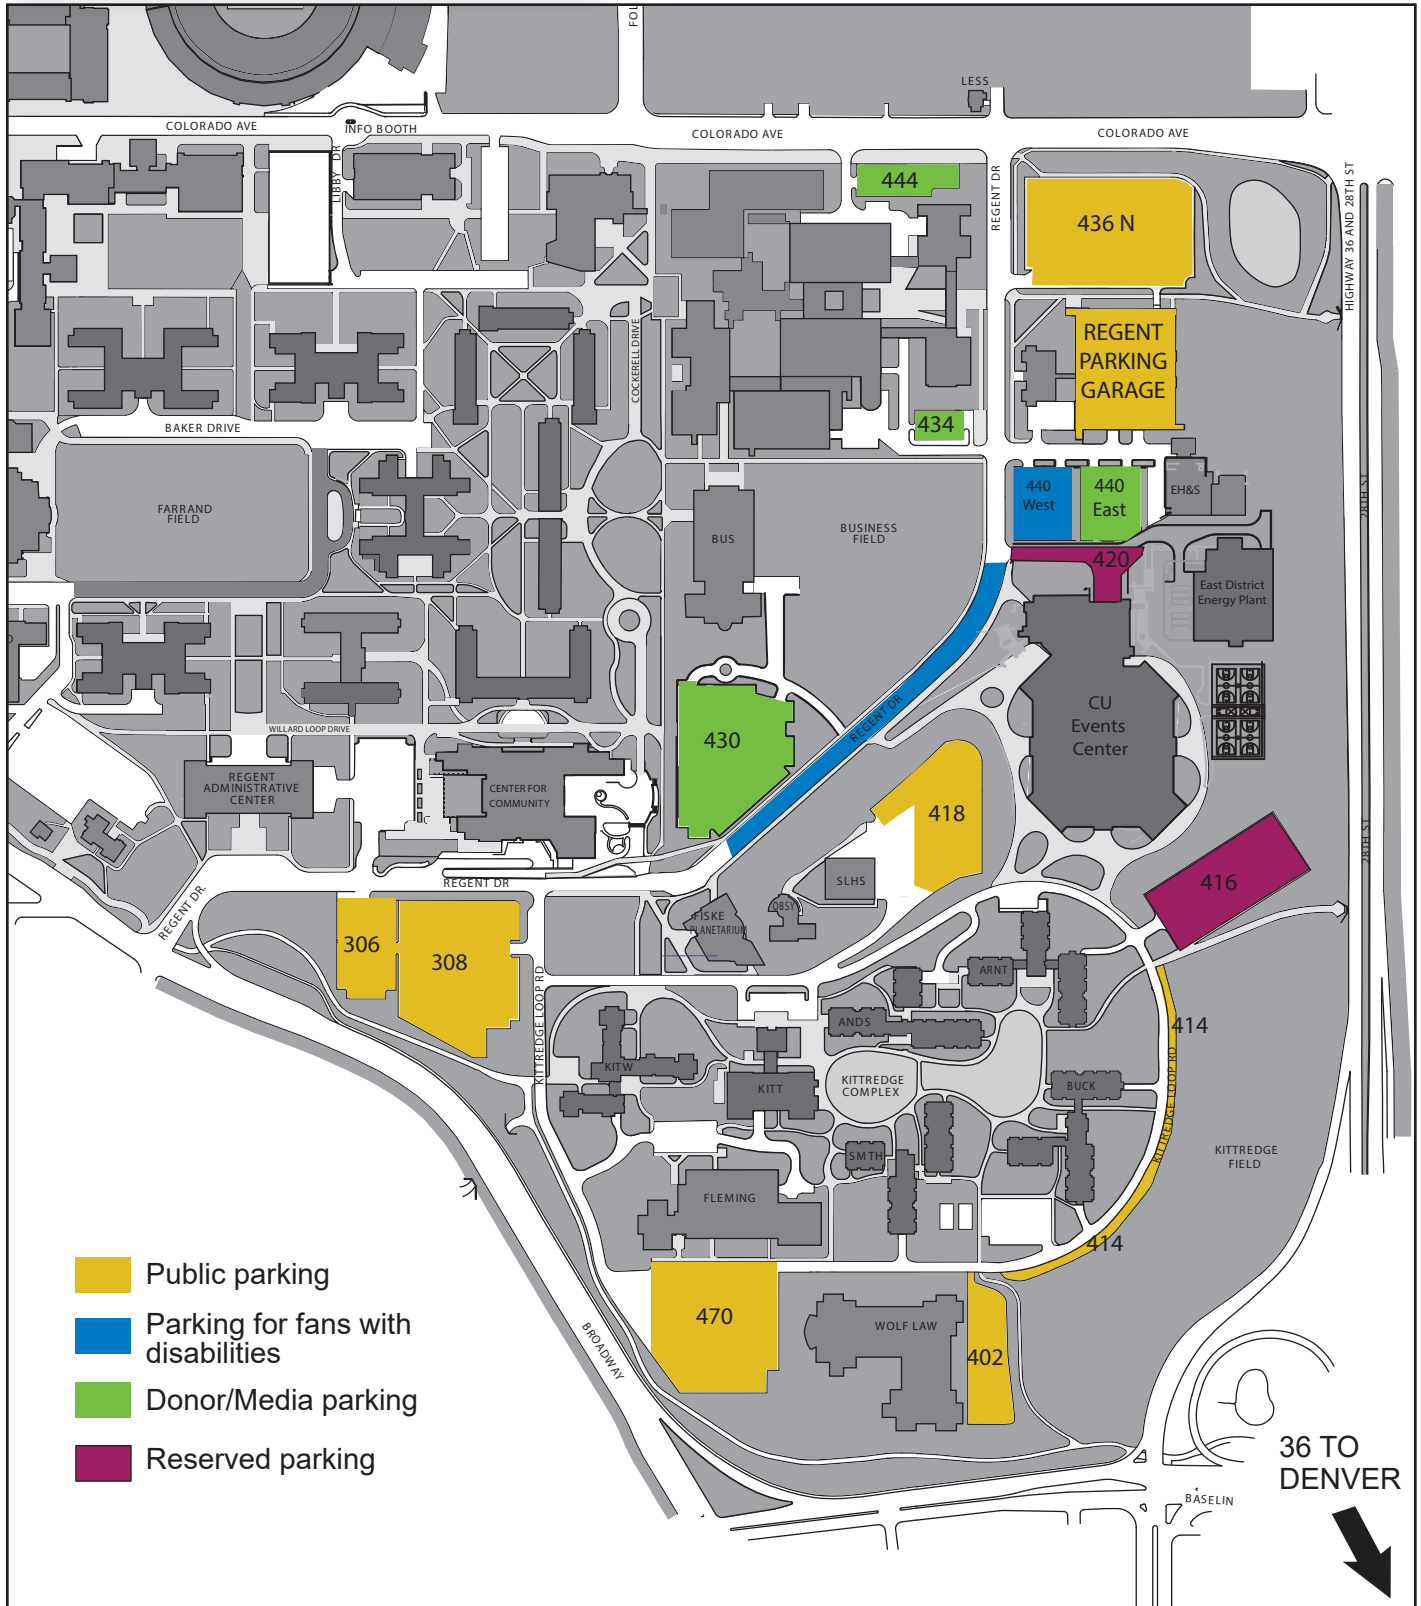 FOL
LESS
COLORADO AVE
INFO BOOTH
COLORADO AVE
COLORADO AVE
LIBBY DR
444
REGENT DR
436 N
HIGHWAY 36 AND 28TH ST
COCKERELL DRIVE
REGENT
PARKING
GARAGE
BAKER DRIVE
434
FARRAND
FIELD
BUS
BUSINESS
FIELD
440
West
440
East
EH&S
28TH ST
420
East District
Energy Plant
CU
Events
Center
WILLARD LOOP DRIVE
430
REGENT DR
REGENT
ADMINISTRATIVE
CENTER
CENTER FOR
COMMUNITY
418
28TH ST
SLHS
416
REGENT DR
REGENT DR.
OBSV
FISKE
PLANETARIUM
306
308
ARNT
KITTREDGE LOOP RD
ANDS
414
KITW
KITT
KITTREDGE
COMPLEX
BUCK
KITTREDGE LOOP RD
SMTH
KITTREDGE
FIELD
FLEMING
414
Public parking
470
WOLF LAW
402
BROADWAY
Parking for fans with
disabilities
Donor/Media parking
Reserved parking
36 TO
DENVER
BASELIN